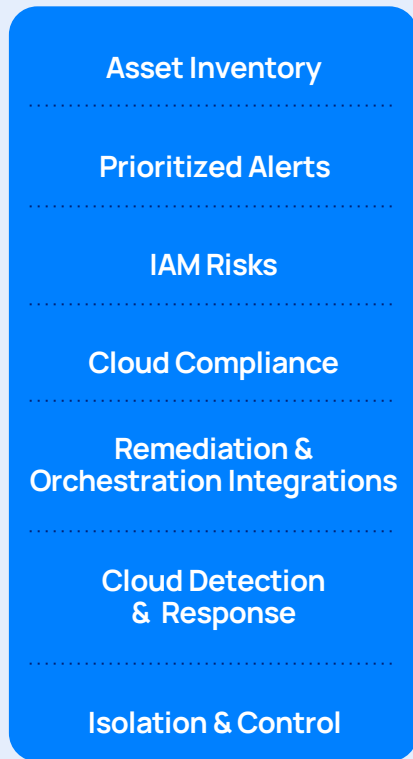 Asset Inventory
Prioritized Alerts
IAM Risks
Cloud Compliance
Remediation &
Orchestration Integrations
Cloud Detection
& Response
Isolation & Control